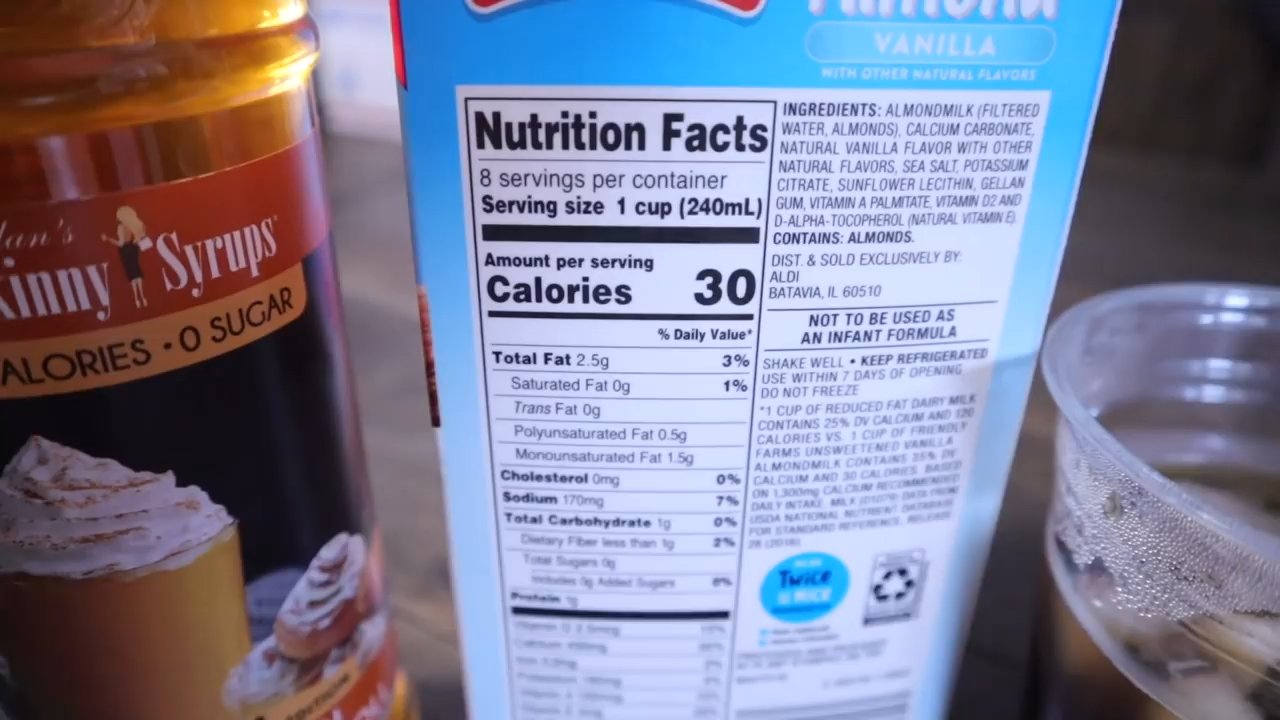 Syrups
ALORIES • 0 SUGAR
VANILLA
WITH OTHER NATURAL FLAVORS
Nutrition Facts
8 servings per container
Serving size 1 cup (240mL)
Amount per serving
Calories 30
% Daily Value*
Total Fat 2.5g 3%
Saturated Fat 0g 1%
Trans Fat 0g
Polyunsaturated Fat 0.5g
Monounsaturated Fat 1.5g
Cholesterol 0mg 0%
Sodium 170mg 7%
Total Carbohydrate 1g 0%
Dietary Fiber less than 1g 2%
Total Sugars 0g
Includes 0g Added Sugars 0%
Protein 1g
INGREDIENTS: ALMONDMILK (FILTERED
WATER, ALMONDS), CALCIUM CARBONATE,
NATURAL VANILLA FLAVOR WITH OTHER
NATURAL FLAVORS, SEA SALT, POTASSIUM
CITRATE, SUNFLOWER LECITHIN, GELLAN
GUM, VITAMIN A PALMITATE, VITAMIN D2 AND
D-ALPHA-TOCOPHEROL (NATURAL VITAMIN E).
CONTAINS: ALMONDS.
DIST. & SOLD EXCLUSIVELY BY:
ALDI
BATAVIA, IL 60510
NOT TO BE USED AS
AN INFANT FORMULA
SHAKE WELL • KEEP REFRIGERATED
USE WITHIN 7 DAYS OF OPENING
DO NOT FREEZE
*1 CUP OF REDUCED FAT DAIRY MILK
CONTAINS 25% DV CALCIUM AND 120
CALORIES VS. 1 CUP OF FRIENDLY
FARMS UNSWEETENED VANILLA
ALMONDMILK CONTAINS 35% DV
CALCIUM AND 30 CALORIES. BASED
ON 1,300mg CALCIUM RECOMMENDED
DAILY INTAKE. MILK (01079) DATA FROM
USDA NATIONAL NUTRIENT DATABASE
FOR STANDARD REFERENCE, RELEASE
28 (2016).
Twice